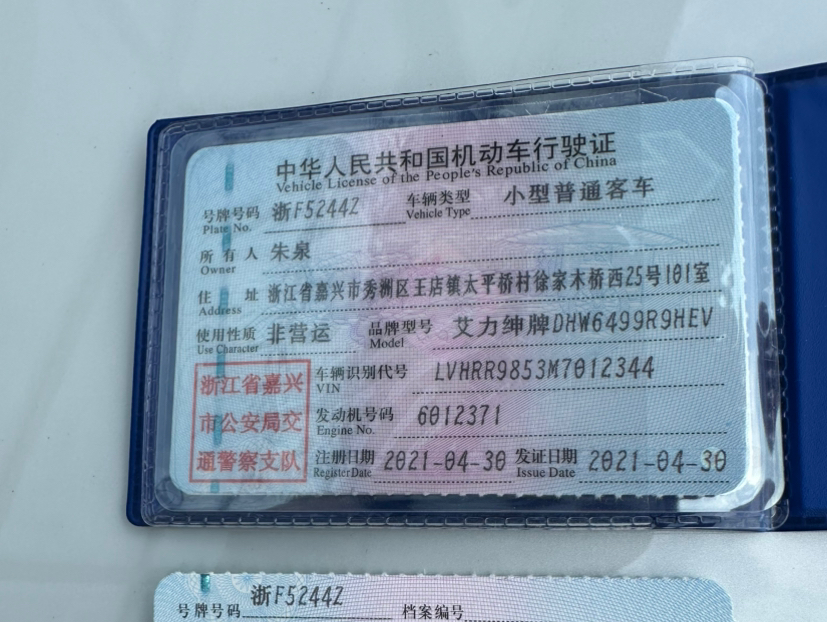 中华人民共和国机动车行驶证
Vehicle License of the People's Republic of China
号牌号码 浙F5244Z 车辆类型 小型普通客车
Plate No. Vehicle Type
所有人 朱泉
Owner
住址 浙江省嘉兴市秀洲区王店镇太平桥村徐家木桥西25号101室
Address
使用性质 非营运 品牌型号 艾力绅牌DHW6499R9HEV
Use Character Model
浙江省嘉兴
市公安局交
通警察支队
车辆识别代号 LVHRR9853M7012344
VIN
发动机号码 6012371
Engine No.
注册日期 2021-04-30 发证日期 2021-04-30
Register Date Issue Date
号牌号码 浙F5244Z 档案编号